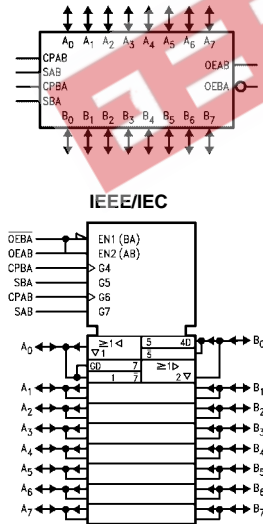 A0 A1 A2 A3 A4 A5 A6 A7
CPAB
SAB
CPBA
SBA
OEAB
OEBA
B0 B1 B2 B3 B4 B5 B6 B7
IEEE/IEC
OEBA EN1 (BA)
OEAB EN2 (AB)
CPBA G4
SBA G5
CPAB G6
SAB G7
A0 ≥1 ◁ 5 4D B0
▽1 5
6D 7 ≥1 ▷
1 7 2 ▽
A1 B1
A2 B2
A3 B3
A4 B4
A5 B5
A6 B6
A7 B7